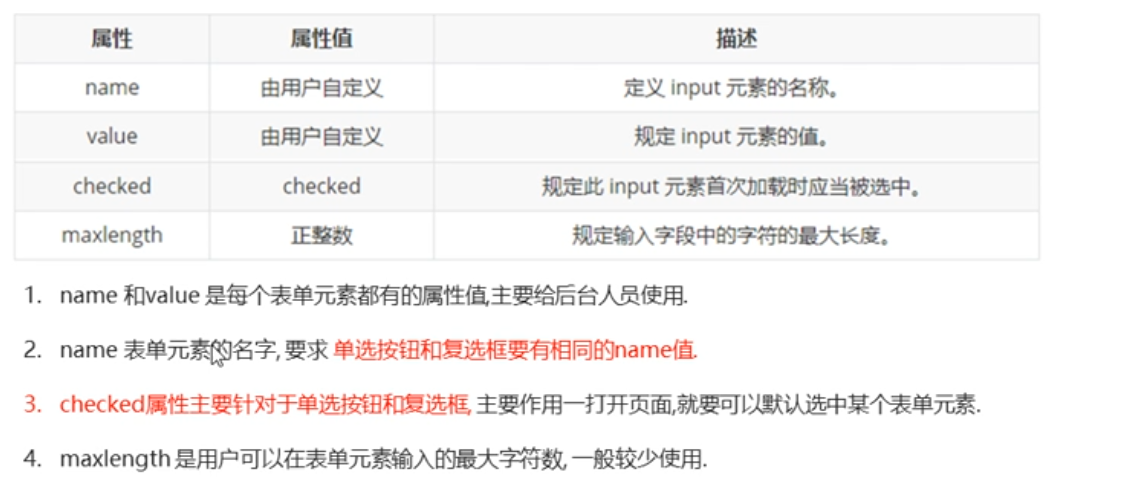 属性 属性值 描述
name 由用户自定义 定义 input 元素的名称。
value 由用户自定义 规定 input 元素的值。
checked checked 规定此 input 元素首次加载时应当被选中。
maxlength 正整数 规定输入字段中的字符的最大长度。
1. name 和value 是每个表单元素都有的属性值,主要给后台人员使用.
2. name 表单元素的名字, 要求 单选按钮和复选框要有相同的name值.
3. checked属性主要针对于单选按钮和复选框, 主要作用一打开页面,就要可以默认选中某个表单元素.
4. maxlength 是用户可以在表单元素输入的最大字符数, 一般较少使用.